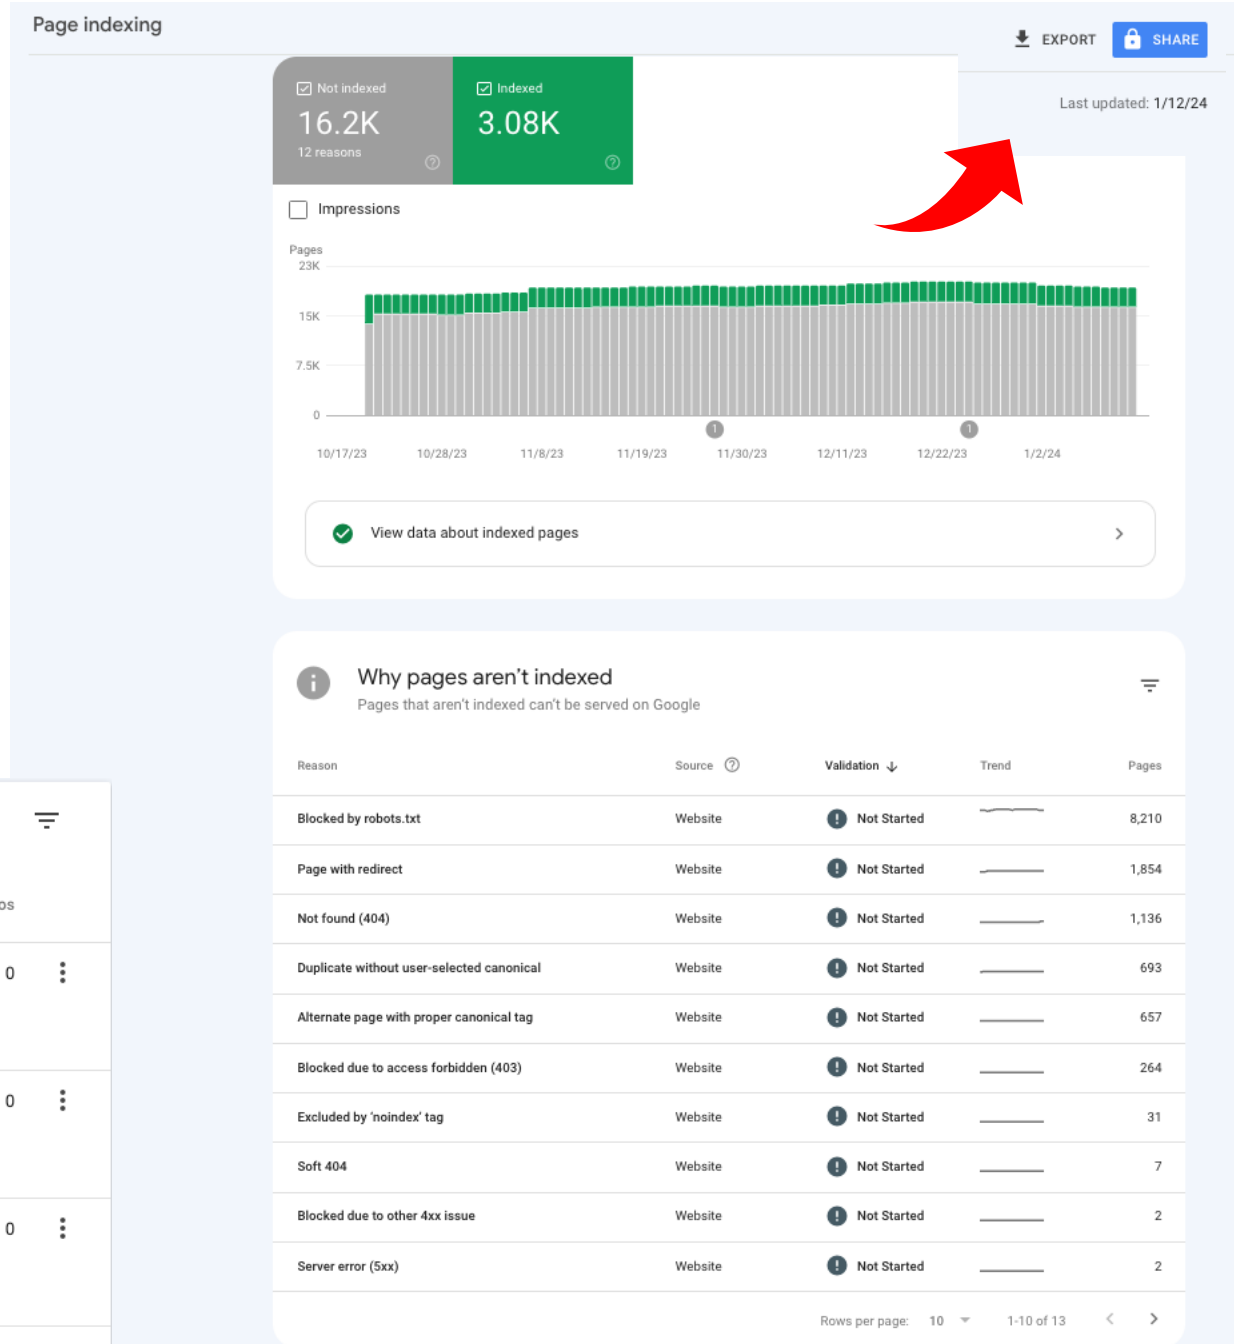 Page indexing
EXPORT
SHARE
Last updated: 1/12/24
Not indexed
16.2K
12 reasons
Indexed
3.08K
Impressions
Pages
23K
15K
7.5K
0
1 1
10/17/23 10/28/23 11/8/23 11/19/23 11/30/23 12/11/23 12/22/23 1/2/24
View data about indexed pages
Why pages aren't indexed
Pages that aren't indexed can't be served on Google
Reason Source Validation Trend Pages
Blocked by robots.txt Website Not Started 8,210
Page with redirect Website Not Started 1,854
Not found (404) Website Not Started 1,136
Duplicate without user-selected canonical Website Not Started 693
Alternate page with proper canonical tag Website Not Started 657
Blocked due to access forbidden (403) Website Not Started 264
Excluded by 'noindex' tag Website Not Started 31
Soft 404 Website Not Started 7
Blocked due to other 4xx issue Website Not Started 2
Server error (5xx) Website Not Started 2
Rows per page: 10 1-10 of 13
os
0
0
0